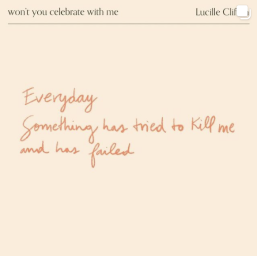 won't you celebrate with me
Lucille
Everyday
Something has tried to Kill me
and has failed